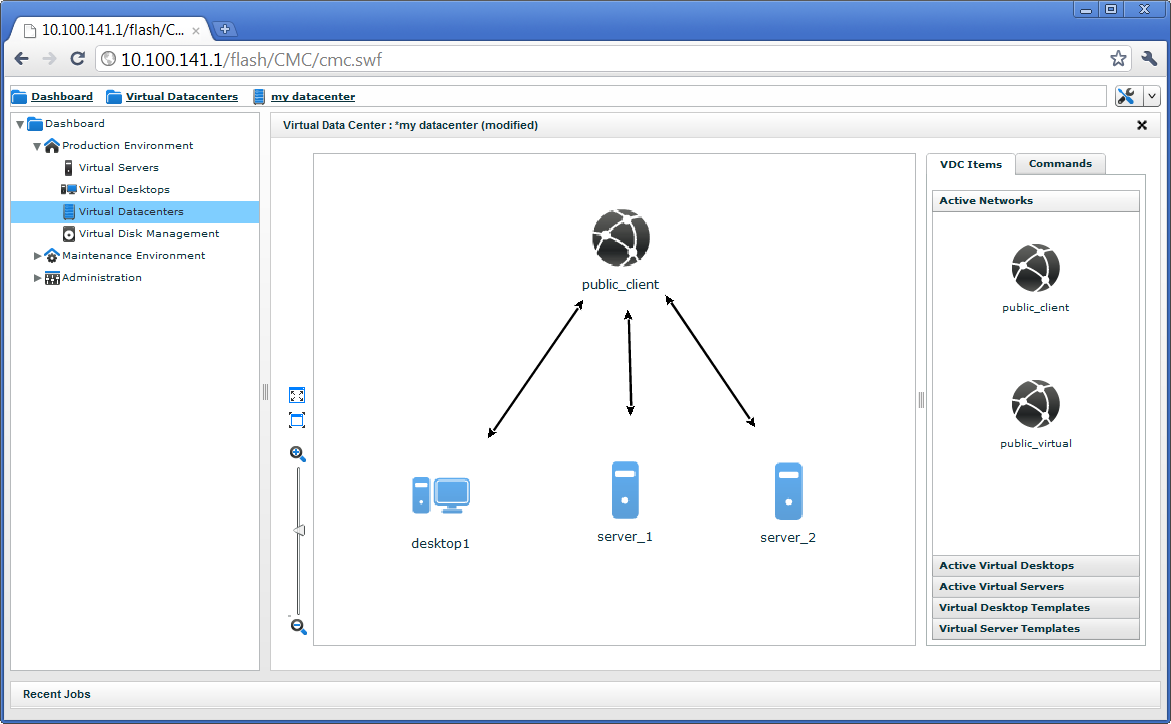 10.100.141.1/flash/C...
10.100.141.1/flash/CMC/cmc.swf
Dashboard Virtual Datacenters my datacenter
Dashboard
Production Environment
Virtual Servers
Virtual Desktops
Virtual Datacenters
Virtual Disk Management
Maintenance Environment
Administration
Virtual Data Center : *my datacenter (modified)
public_client
desktop1
server_1
server_2
VDC Items Commands
Active Networks
public_client
public_virtual
Active Virtual Desktops
Active Virtual Servers
Virtual Desktop Templates
Virtual Server Templates
Recent Jobs